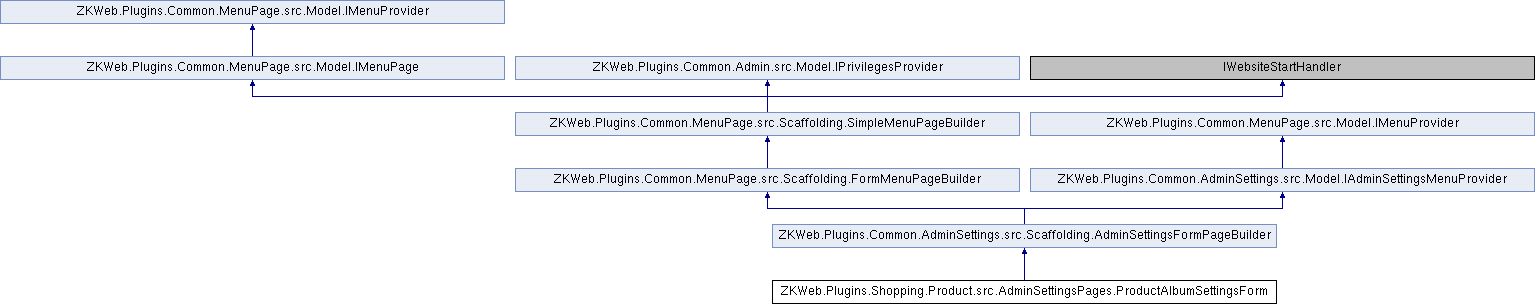 ZKWeb.Plugins.Common.MenuPage.src.Model.IMenuProvider
ZKWeb.Plugins.Common.MenuPage.src.Model.IMenuPage
ZKWeb.Plugins.Common.Admin.src.Model.IPrivilegesProvider
IWebsiteStartHandler
ZKWeb.Plugins.Common.MenuPage.src.Scaffolding.SimpleMenuPageBuilder
ZKWeb.Plugins.Common.MenuPage.src.Model.IMenuProvider
ZKWeb.Plugins.Common.MenuPage.src.Scaffolding.FormMenuPageBuilder
ZKWeb.Plugins.Common.AdminSettings.src.Model.IAdminSettingsMenuProvider
ZKWeb.Plugins.Common.AdminSettings.src.Scaffolding.AdminSettingsFormPageBuilder
ZKWeb.Plugins.Shopping.Product.src.AdminSettingsPages.ProductAlbumSettingsForm